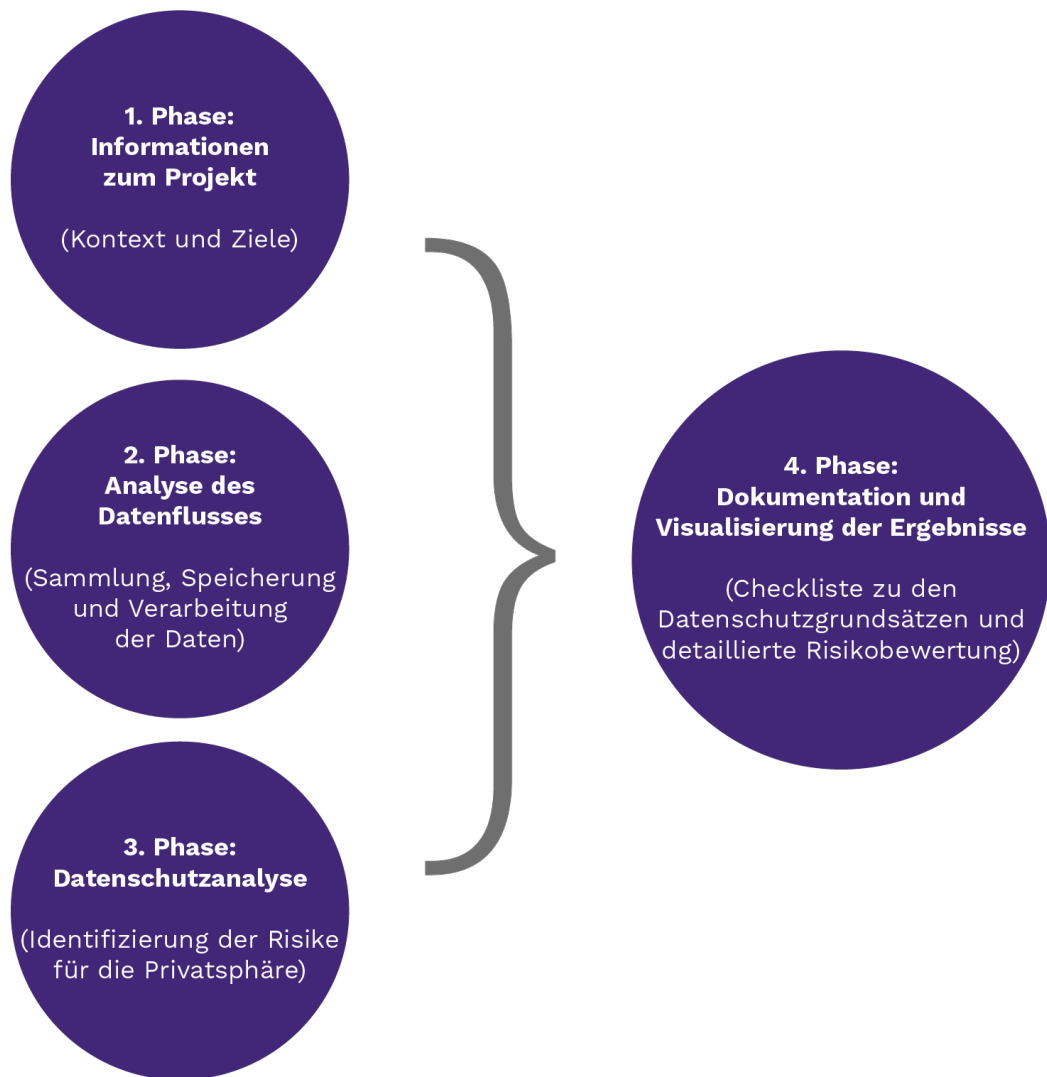 1. Phase:
Informationen
zum Projekt
(Kontext und Ziele)
2. Phase:
Analyse des
Datenflusses
(Sammlung, Speicherung
und Verarbeitung
der Daten)
3. Phase:
Datenschutzanalyse
(Identifizierung der Risike
für die Privatsphäre)
4. Phase:
Dokumentation und
Visualisierung der Ergebnisse
(Checkliste zu den
Datenschutzgrundsätzen und
detaillierte Risikobewertung)